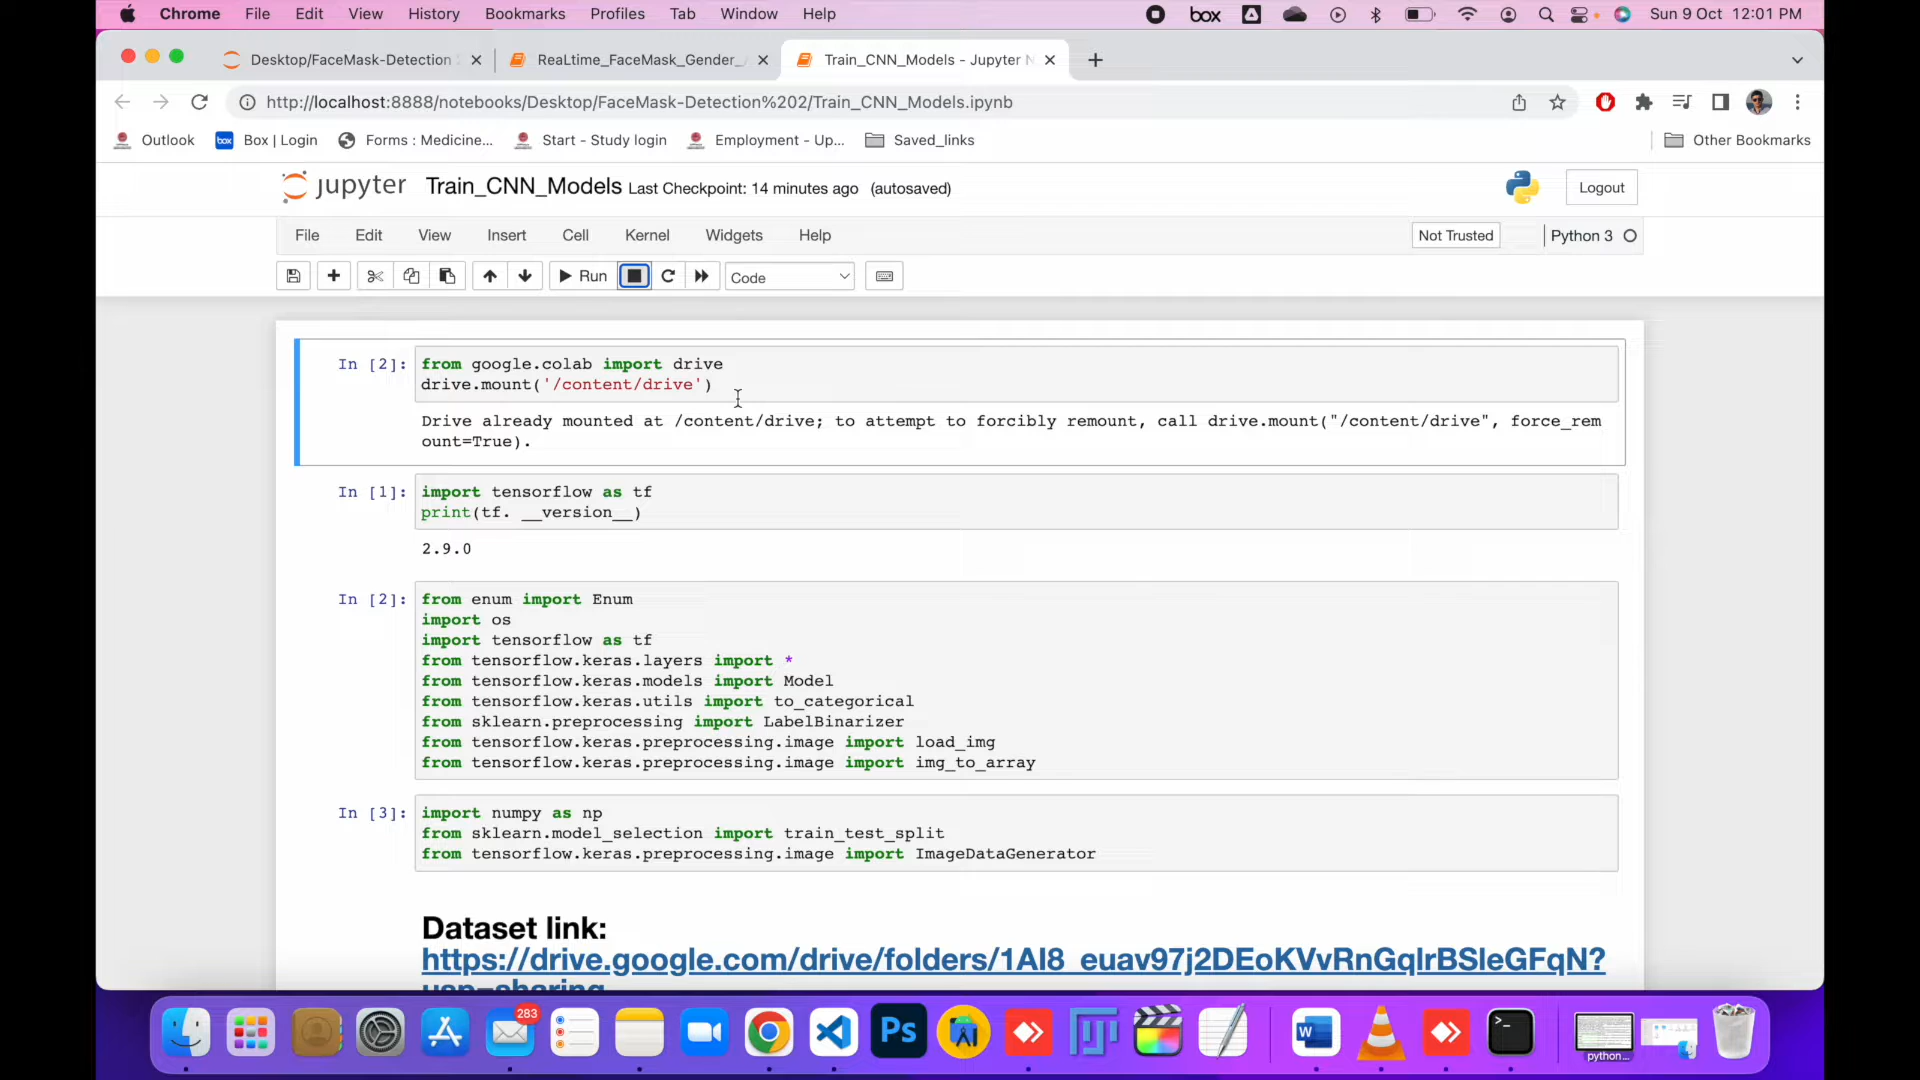 Chrome File Edit View History Bookmarks Profiles Tab Window Help box Sun 9 Oct 12:01 PM
Desktop/FaceMask-Detection ReaLtime_FaceMask_Gender_ Train_CNN_Models - Jupyter N
http://localhost:8888/notebooks/Desktop/FaceMask-Detection%202/Train_CNN_Models.ipynb
Outlook box Box | Login Forms : Medicine... Start - Study login Employment - Up... Saved_links Other Bookmarks
jupyter Train_CNN_Models Last Checkpoint: 14 minutes ago (autosaved) Logout
File Edit View Insert Cell Kernel Widgets Help Not Trusted Python 3
Run Code
In [2]: from google.colab import drive
drive.mount('/content/drive')
Drive already mounted at /content/drive; to attempt to forcibly remount, call drive.mount("/content/drive", force_rem
ount=True).
In [1]: import tensorflow as tf
print(tf. __version__)
2.9.0
In [2]: from enum import Enum
import os
import tensorflow as tf
from tensorflow.keras.layers import *
from tensorflow.keras.models import Model
from tensorflow.keras.utils import to_categorical
from sklearn.preprocessing import LabelBinarizer
from tensorflow.keras.preprocessing.image import load_img
from tensorflow.keras.preprocessing.image import img_to_array
In [3]: import numpy as np
from sklearn.model_selection import train_test_split
from tensorflow.keras.preprocessing.image import ImageDataGenerator
Dataset link:
https://drive.google.com/drive/folders/1AI8_euav97j2DEoKVvRnGqlrBSleGFqN?
usp=sharing
283
Ps
W
python...